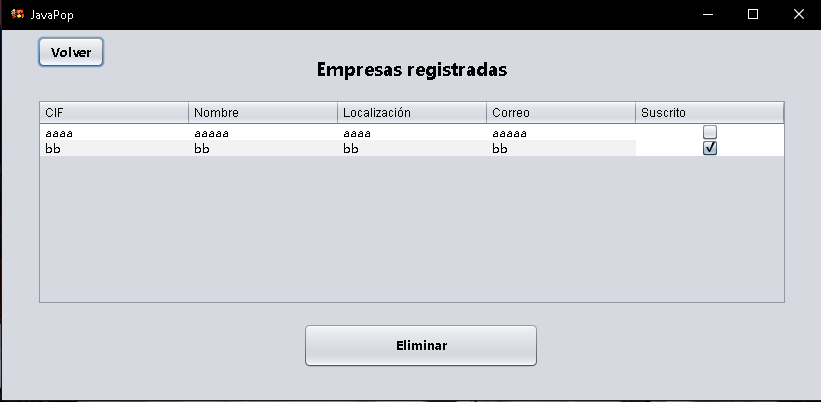 JavaPop
Volver
Empresas registradas
CIF Nombre Localización Correo Suscrito
aaaa aaaaa aaaa aaaaa
bb bb bb bb
Eliminar